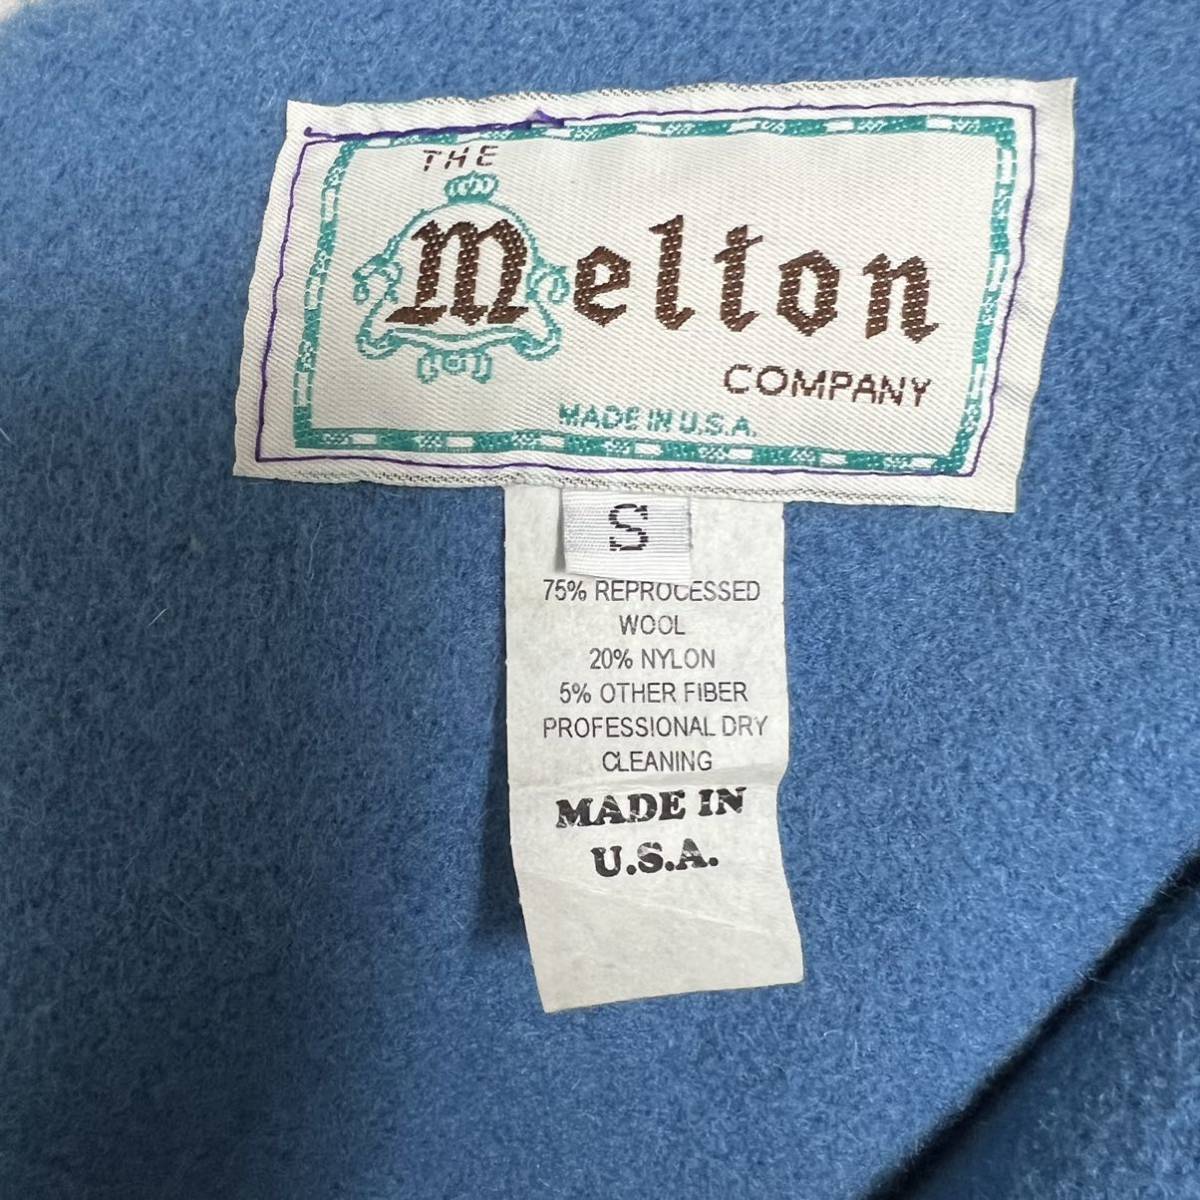 THE
Melton
COMPANY
MADE IN U.S.A.
S
75% REPROCESSED
WOOL
20% NYLON
5% OTHER FIBER
PROFESSIONAL DRY
CLEANING
MADE IN
U.S.A.